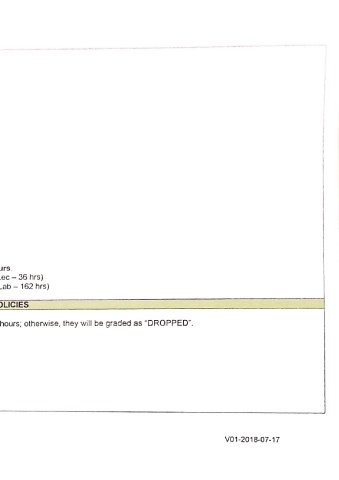 urs.
ec – 36 hrs)
ab – 162 hrs)
OLICIES
hours; otherwise, they will be graded as "DROPPED".
V01-2018-07-17